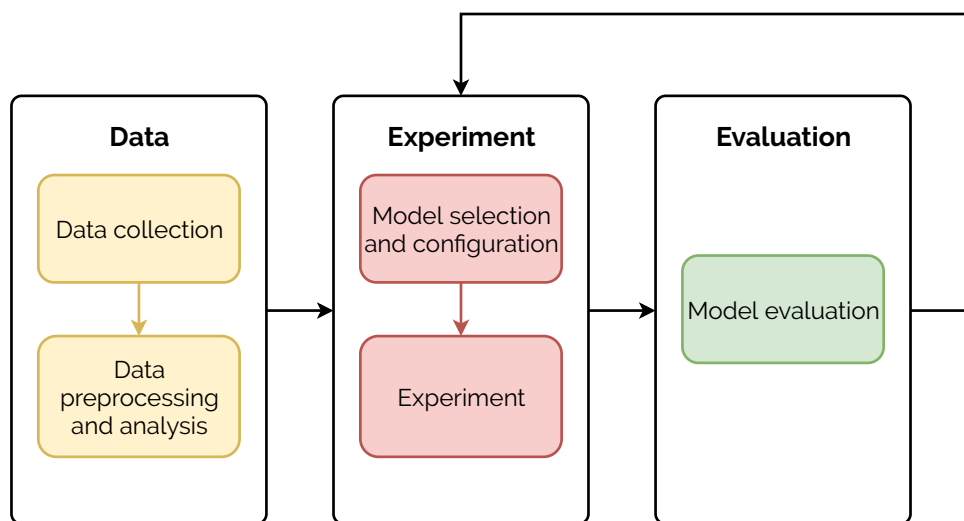 Data
Data collection
Data
preprocessing
and analysis
Experiment
Model selection
and configuration
Experiment
Evaluation
Model evaluation